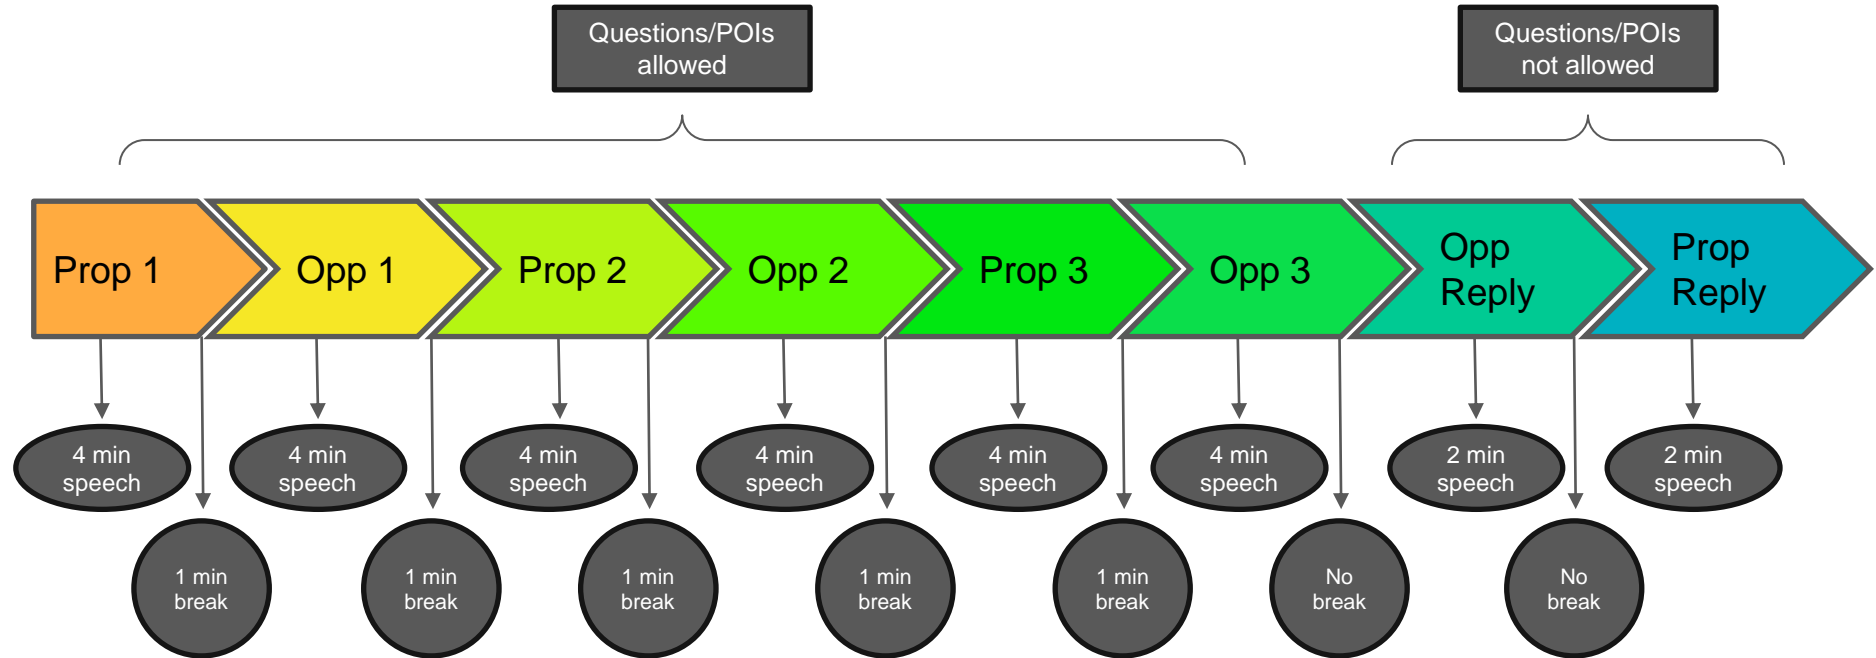 Questions/POIs
allowed
Questions/POIs
not allowed
Prop 1
Opp 1
Prop 2
Opp 2
Prop 3
Opp 3
Opp
Reply
Prop
Reply
4 min
speech
4 min
speech
4 min
speech
4 min
speech
4 min
speech
4 min
speech
2 min
speech
2 min
speech
1 min
break
1 min
break
1 min
break
1 min
break
1 min
break
No
break
No
break